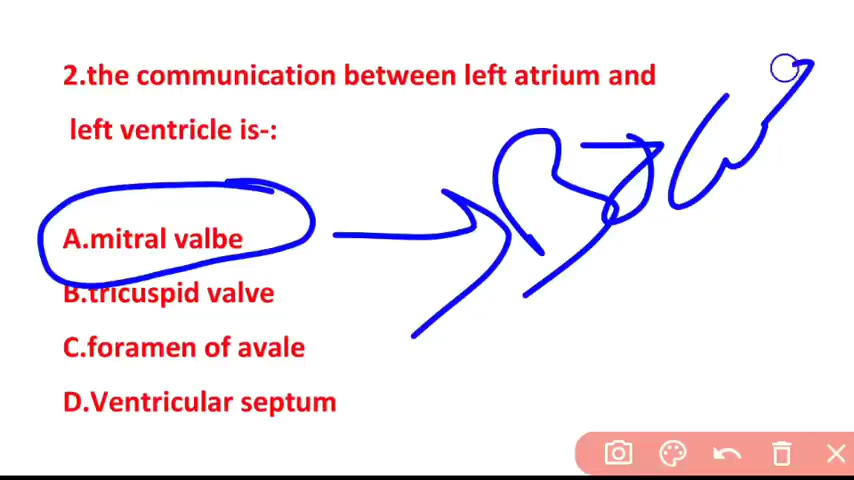 2.the communication between left atrium and
left ventricle is-:
A.mitral valbe
B.tricuspid valve
C.foramen of avale
D.Ventricular septum